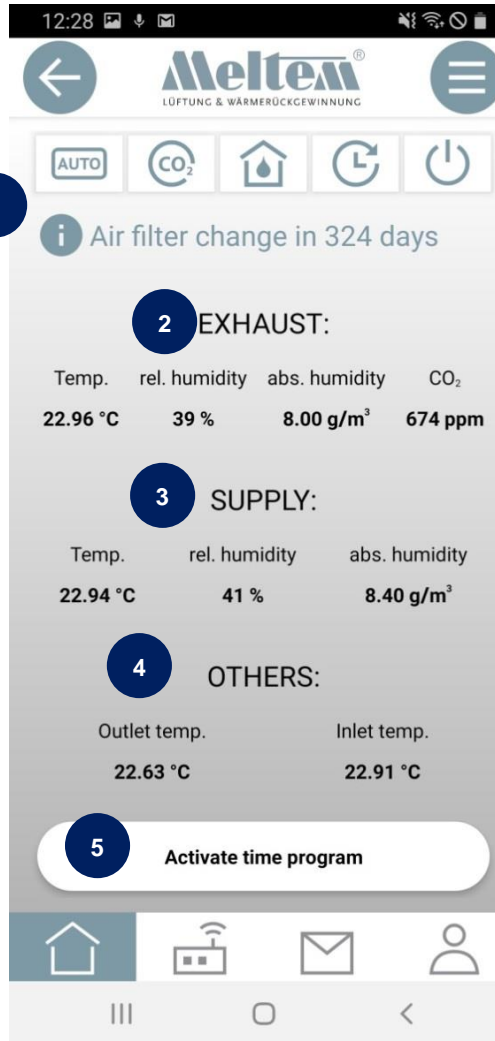 12:28
Meltem®
LÜFTUNG & WÄRMERÜCKGEWINNUNG
AUTO CO₂
i Air filter change in 324 days
2 EXHAUST:
Temp. rel. humidity abs. humidity CO₂
22.96 °C 39 % 8.00 g/m³ 674 ppm
3 SUPPLY:
Temp. rel. humidity abs. humidity
22.94 °C 41 % 8.40 g/m³
4 OTHERS:
Outlet temp. Inlet temp.
22.63 °C 22.91 °C
5 Activate time program